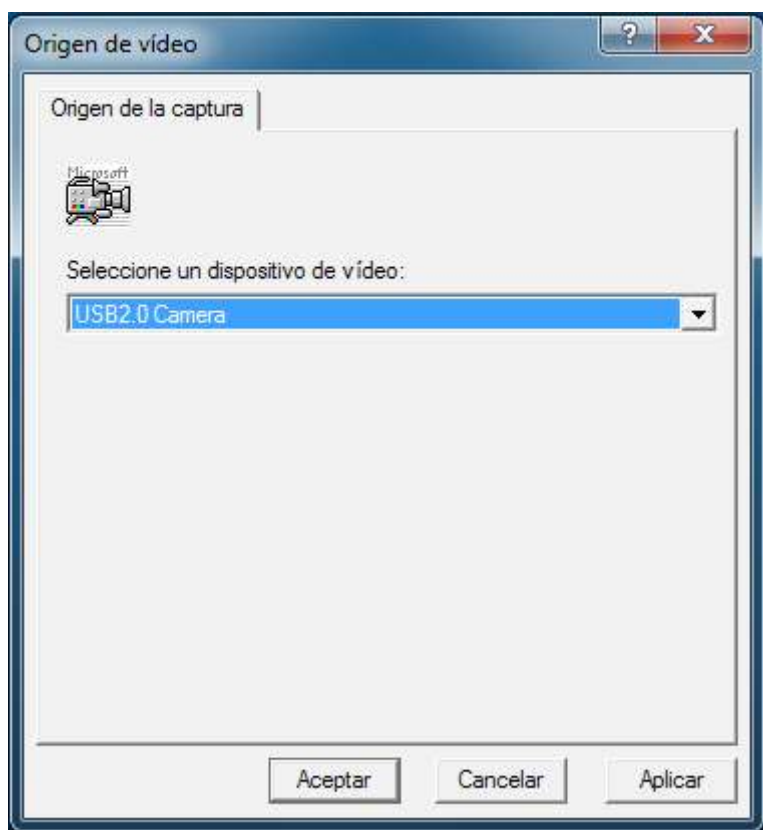 Origen de vídeo
?
X
Origen de la captura
Microsoft
Seleccione un dispositivo de vídeo:
USB2.0 Camera
Aceptar
Cancelar
Aplicar